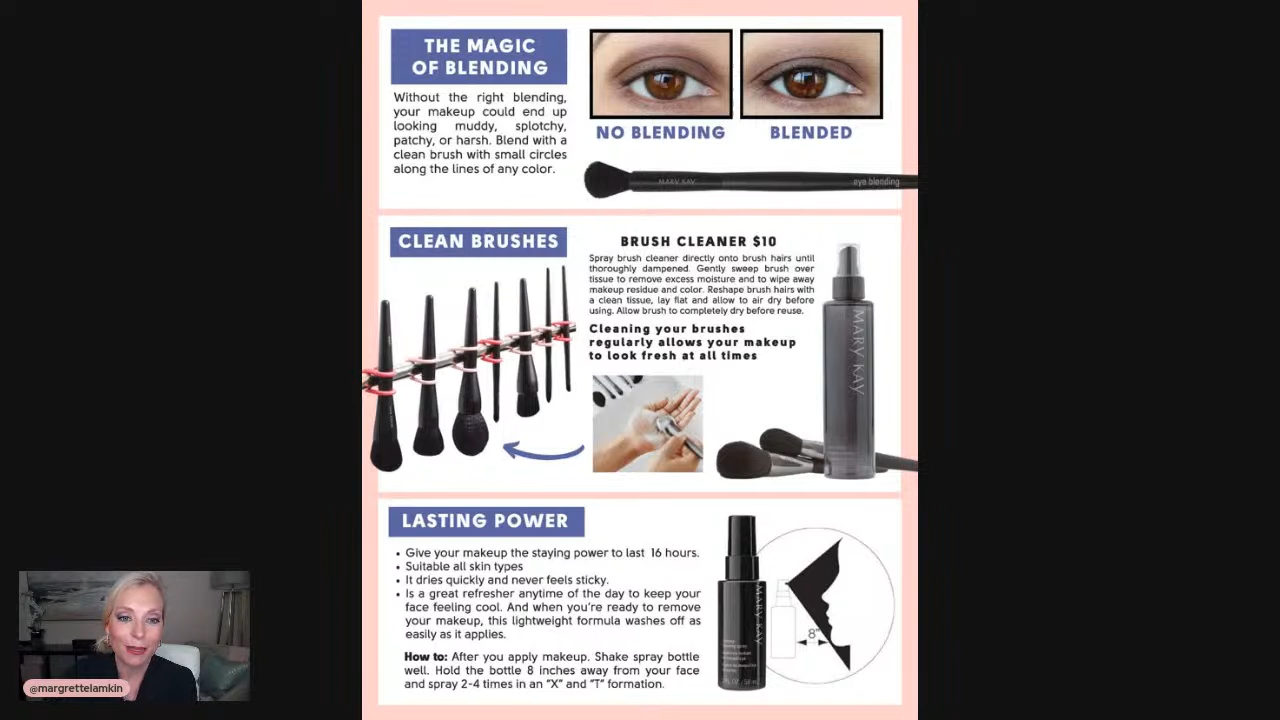 THE MAGIC
OF BLENDING
Without the right blending,
your makeup could end up
looking muddy, splotchy,
patchy, or harsh. Blend with a
clean brush with small circles
along the lines of any color.
NO BLENDING
BLENDED
MARY KAY
eye blending
CLEAN BRUSHES
BRUSH CLEANER $10
Spray brush cleaner directly onto brush hairs until
thoroughly dampened. Gently sweep brush over
tissue to remove excess moisture and to wipe away
makeup residue and color. Reshape brush hairs with
a clean tissue, lay flat and allow to air dry before
using. Allow brush to completely dry before reuse.
Cleaning your brushes
regularly allows your makeup
to look fresh at all times
MARY KAY
LASTING POWER
• Give your makeup the staying power to last 16 hours.
• Suitable all skin types
• It dries quickly and never feels sticky.
• Is a great refresher anytime of the day to keep your
face feeling cool. And when you're ready to remove
your makeup, this lightweight formula washes off as
easily as it applies.
How to: After you apply makeup. Shake spray bottle
well. Hold the bottle 8 inches away from your face
and spray 2-4 times in an "X" and "T" formation.
MARY KAY
8"
@margrettelamkin